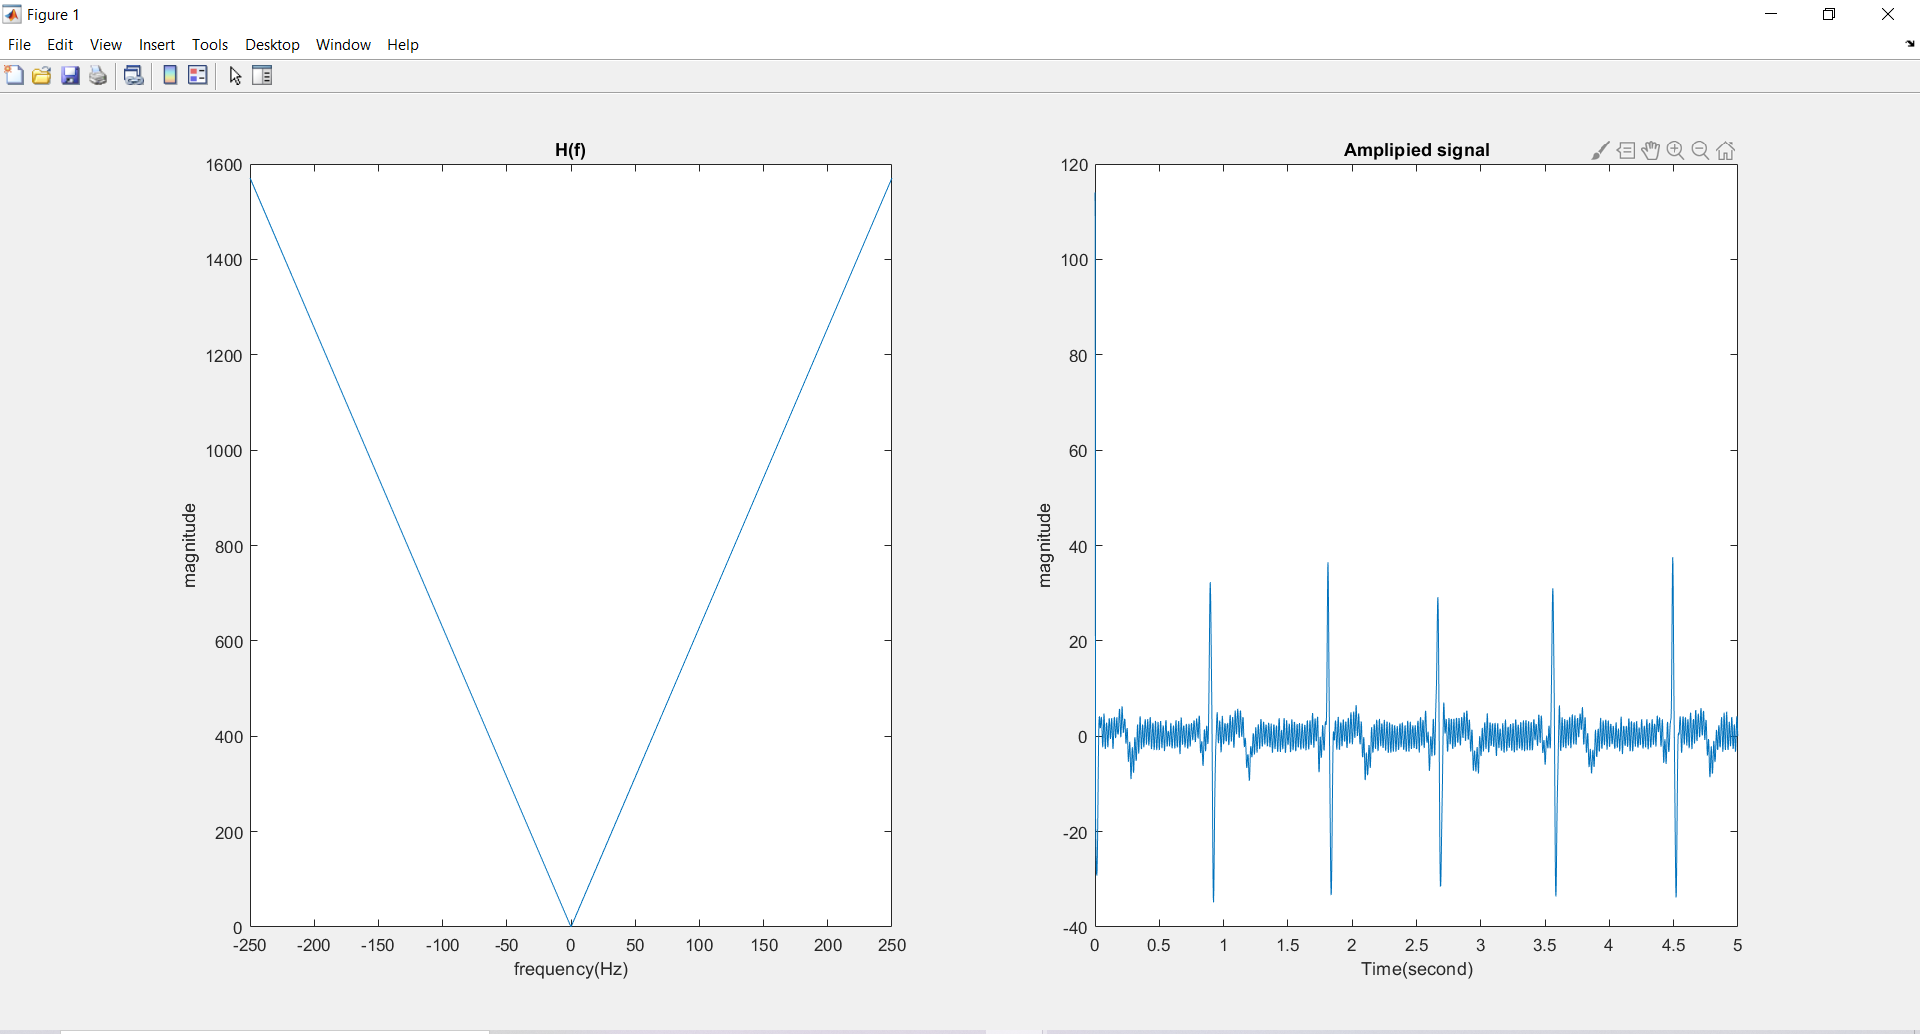 Figure 1
File Edit View Insert Tools Desktop Window Help
H(f)
1600
1400
1200
1000
800
600
400
200
0
magnitude
-250 -200 -150 -100 -50 0 50 100 150 200 250
frequency(Hz)
Amplipied signal
120
100
80
60
40
20
0
-20
-40
magnitude
0 0.5 1 1.5 2 2.5 3 3.5 4 4.5 5
Time(second)